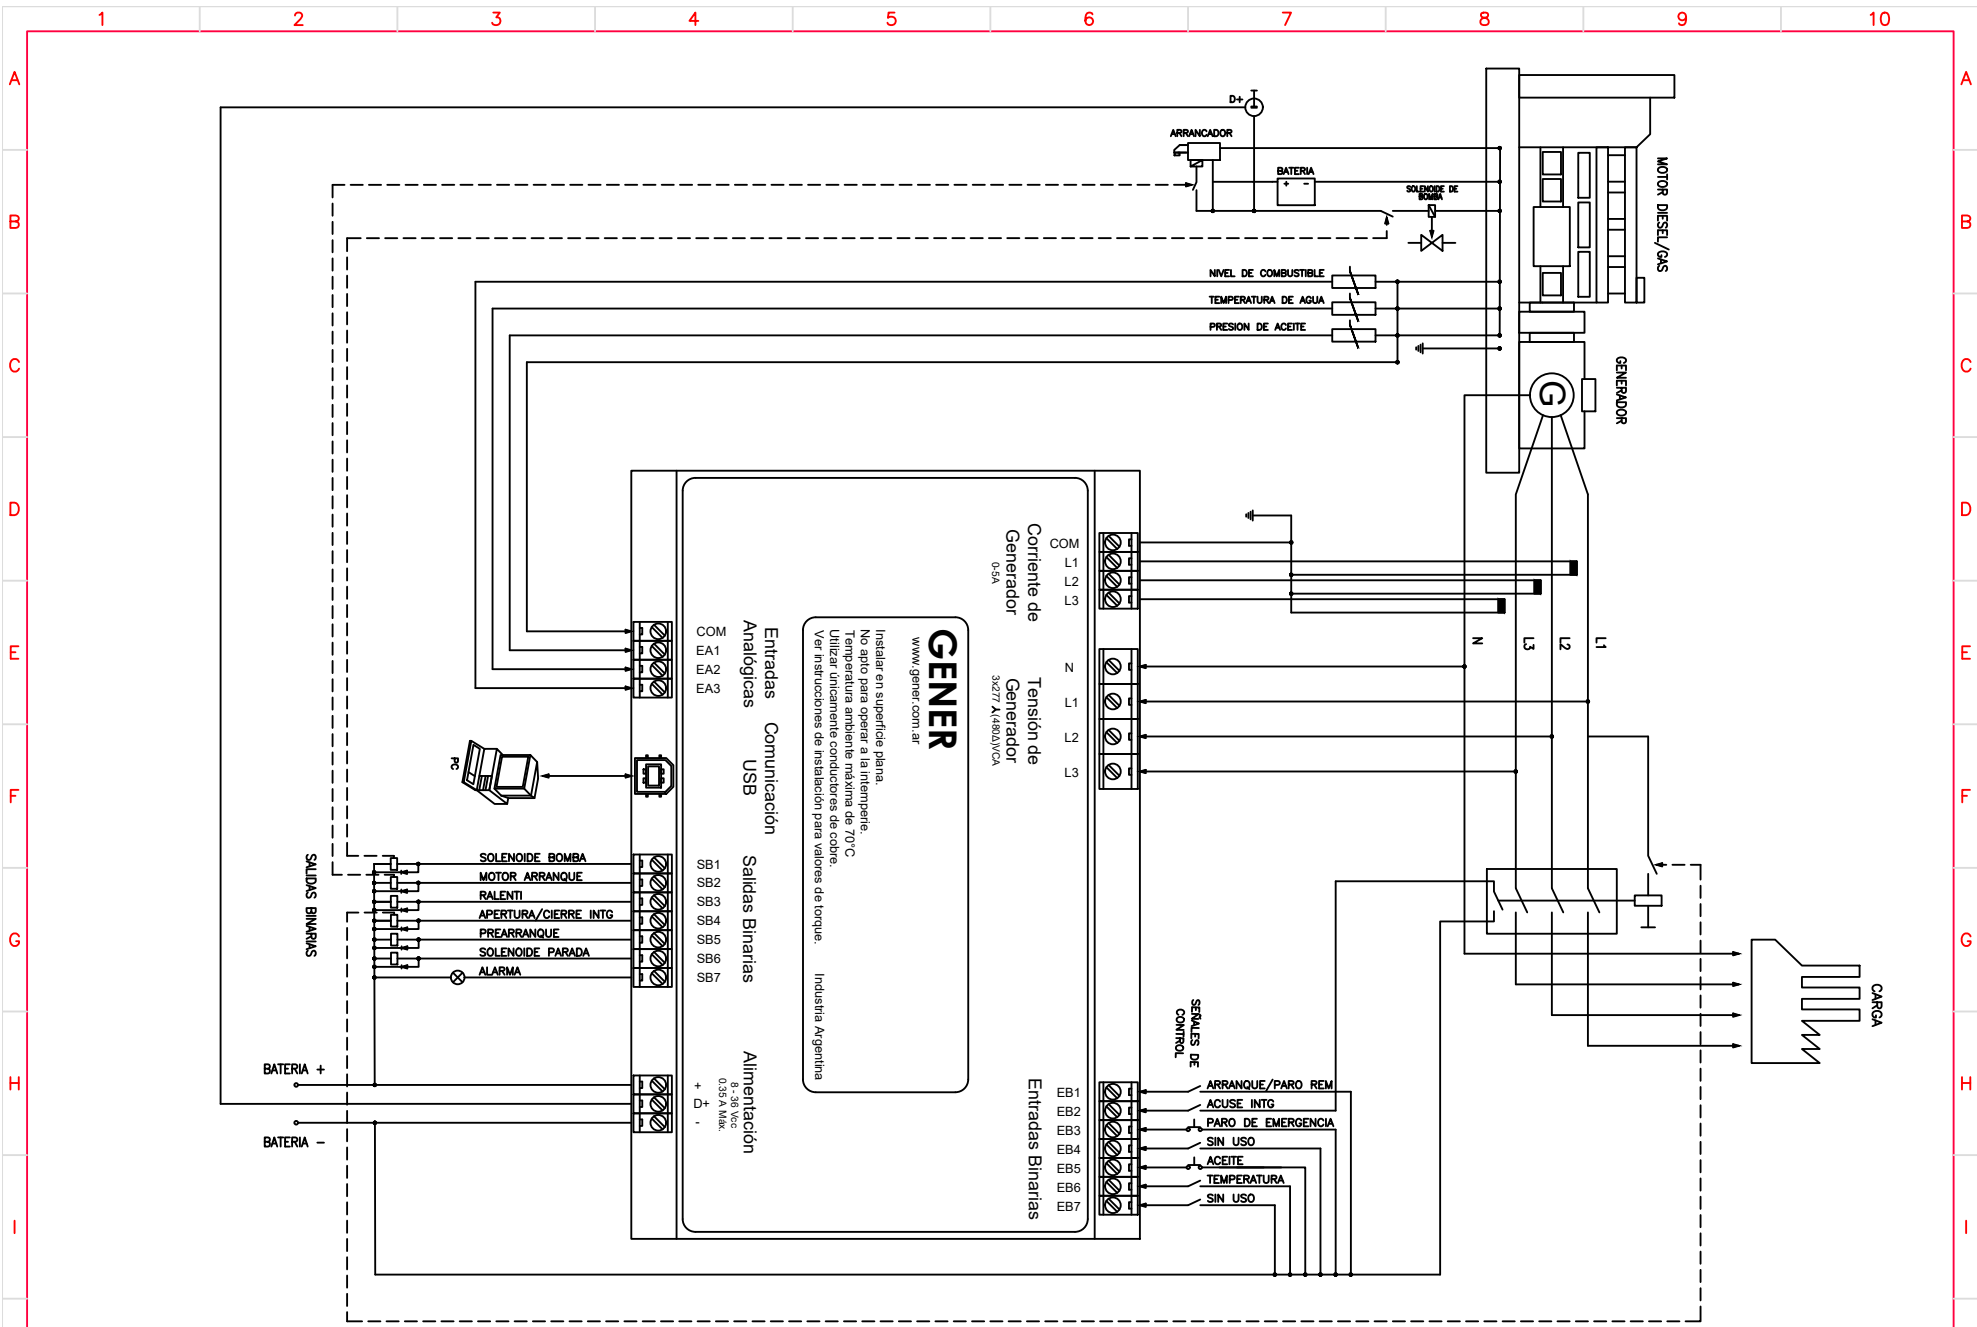 1 2 3 4 5 6 7 8 9 10
A
B
C
D
E
F
G
H
I
A
B
C
D
E
F
G
H
I
D+
ARRANCADOR
BATERIA
+ -
SOLENOIDE DE
BOMBA
MOTOR DIESEL/GAS
NIVEL DE COMBUSTIBLE
TEMPERATURA DE AGUA
PRESION DE ACEITE
GENERADOR
G
Corriente de
Generador
0-5A
COM
L1
L2
L3
N
L3
L2
L1
Tensión de
Generador
3x277 Y(480Δ)VCA
N
L1
L2
L3
COM
EA1
EA2
EA3
Entradas
Analógicas
Comunicación
USB
PC
GENER
www.gener.com.ar
Instalar en superficie plana.
No apto para operar a la intemperie.
Temperatura ambiente máxima de 70°C
Utilizar únicamente conductores de cobre.
Ver instrucciones de instalación para valores de torque.
Industria Argentina
SALIDAS BINARIAS
SOLENOIDE BOMBA
MOTOR ARRANQUE
RALENTI
APERTURA/CIERRE INTG
PREARRANQUE
SOLENOIDE PARADA
ALARMA
SB1
SB2
SB3
SB4
SB5
SB6
SB7
Salidas Binarias
BATERIA +
BATERIA -
+
D+
-
Alimentación
8 - 36 Vcc
0.35 A Máx.
SEÑALES DE
CONTROL
Entradas Binarias
EB1
EB2
EB3
EB4
EB5
EB6
EB7
ARRANQUE/PARO REM
ACUSE INTG
PARO DE EMERGENCIA
SIN USO
ACEITE
TEMPERATURA
SIN USO
CARGA